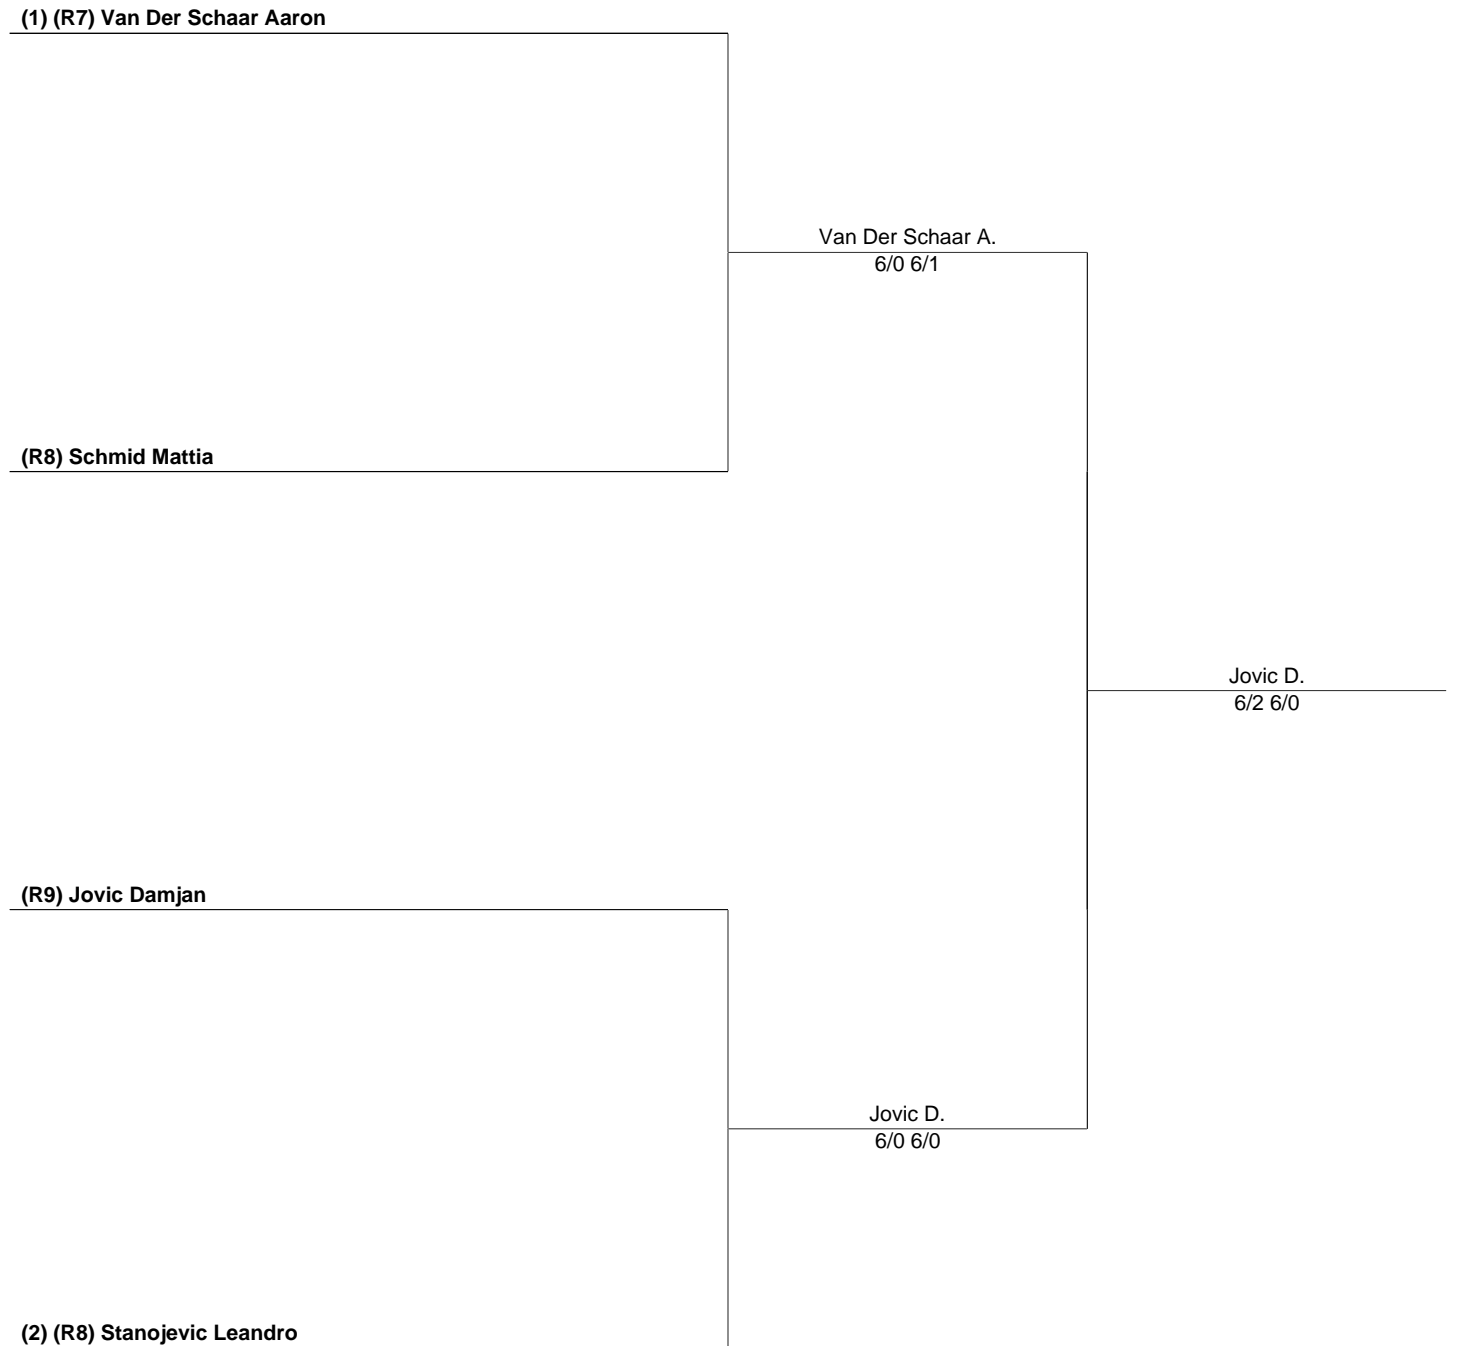 (1) (R7) Van Der Schaar Aaron
Van Der Schaar A.
6/0 6/1
(R8) Schmid Mattia
Jovic D.
6/2 6/0
(R9) Jovic Damjan
Jovic D.
6/0 6/0
(2) (R8) Stanojevic Leandro